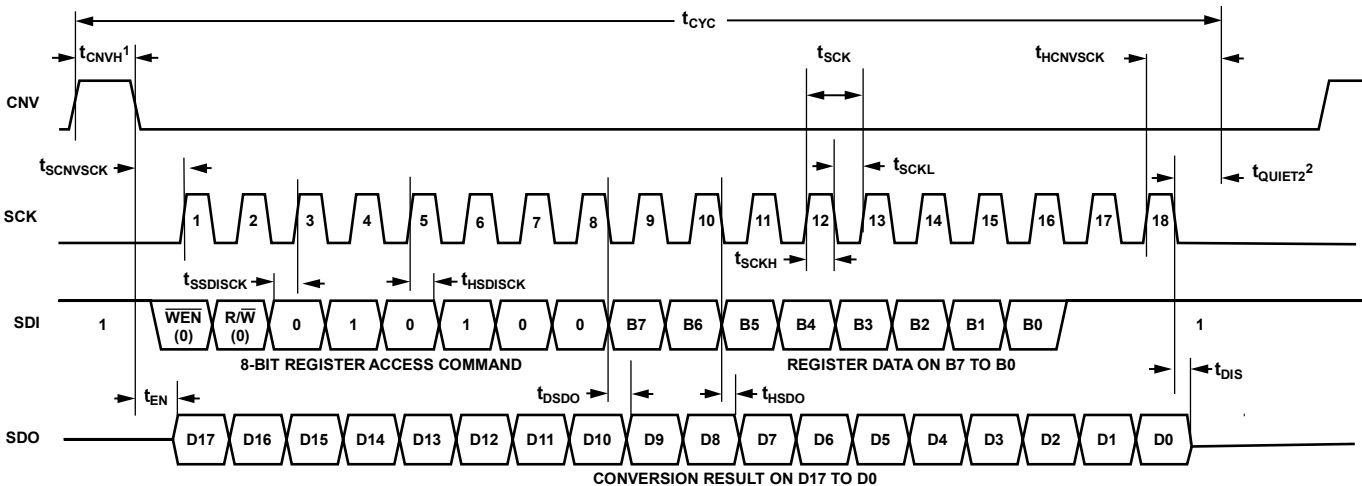 tCYC
tCNVH1
tSCK
tHCNVSCK
CNV
tSCNVSCK
tSCKL
tQUIET22
SCK
1 2 3 4 5 6 7 8 9 10 11 12 13 14 15 16 17 18
tSCKH
tSSDISCK
tHSDISCK
SDI
1 WEN (0) R/W (0) 0 1 0 1 0 0 B7 B6 B5 B4 B3 B2 B1 B0 1
8-BIT REGISTER ACCESS COMMAND
REGISTER DATA ON B7 TO B0
tEN
tDSDO
tHSDO
tDIS
SDO
D17 D16 D15 D14 D13 D12 D11 D10 D9 D8 D7 D6 D5 D4 D3 D2 D1 D0
CONVERSION RESULT ON D17 TO D0